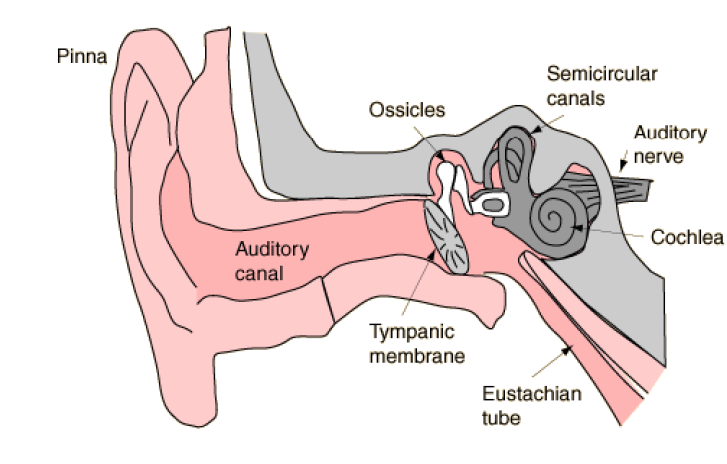 Pinna
Semicircular
canals
Ossicles
Auditory
nerve
Cochlea
Auditory
canal
Tympanic
membrane
Eustachian
tube